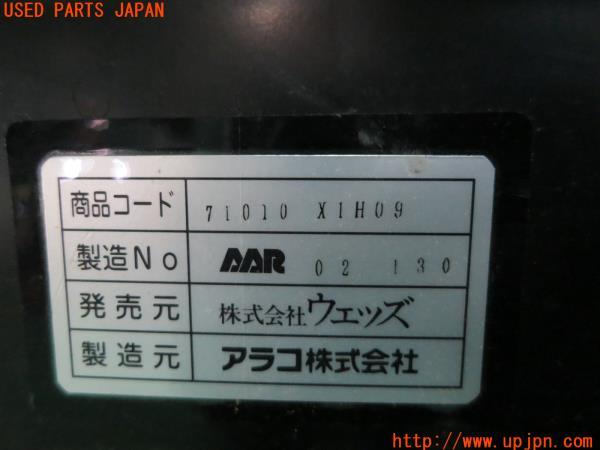 USED PARTS JAPAN
商品コード 71010 X1H09
製造No AAR 02 130
発売元 株式会社ウェッズ
製造元 アラコ株式会社
http://www.upjpn.com/